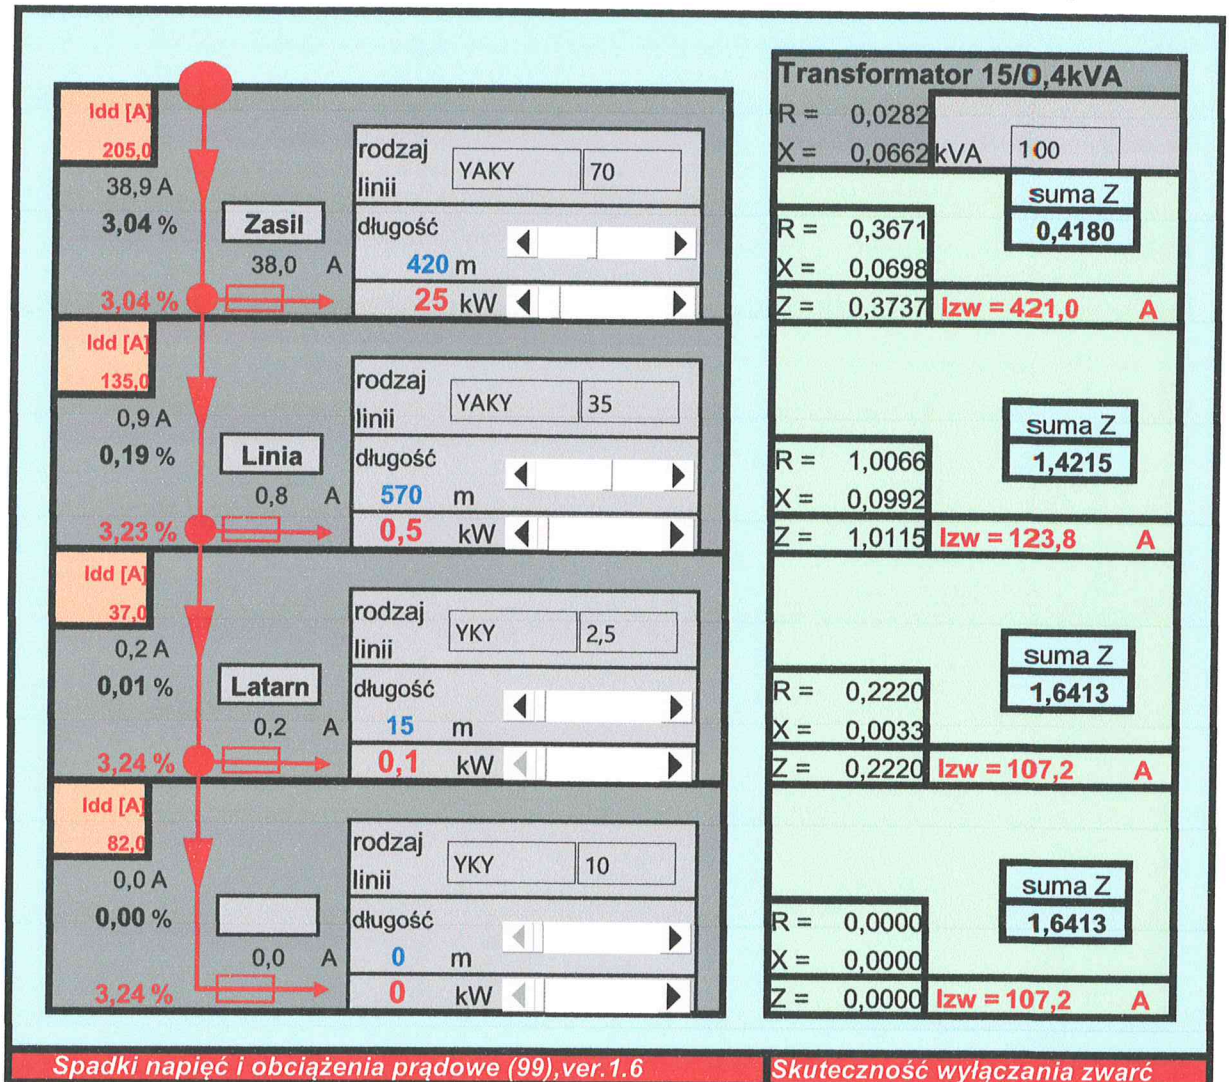 Idd [A]
205,0
38,9 A
3,04 %
Zasil
38,0 A
3,04 %
rodzaj
linii
YAKY 70
długość
420 m
25 kW
Idd [A]
135,0
0,9 A
0,19 %
Linia
0,8 A
3,23 %
rodzaj
linii
YAKY 35
długość
570 m
0,5 kW
Idd [A]
37,0
0,2 A
0,01 %
Latarn
0,2 A
3,24 %
rodzaj
linii
YKY 2,5
długość
15 m
0,1 kW
Idd [A]
82,0
0,0 A
0,00 %
0,0 A
3,24 %
rodzaj
linii
YKY 10
długość
0 m
0 kW
Spadki napięć i obciążenia prądowe (99),ver.1.6
Transformator 15/0,4kVA
R = 0,0282
X = 0,0662 kVA 100
suma Z
0,4180
R = 0,3671
X = 0,0698
Z = 0,3737 Izw = 421,0 A
suma Z
1,4215
R = 1,0066
X = 0,0992
Z = 1,0115 Izw = 123,8 A
suma Z
1,6413
R = 0,2220
X = 0,0033
Z = 0,2220 Izw = 107,2 A
suma Z
1,6413
R = 0,0000
X = 0,0000
Z = 0,0000 Izw = 107,2 A
Skuteczność wyłączania zwarć